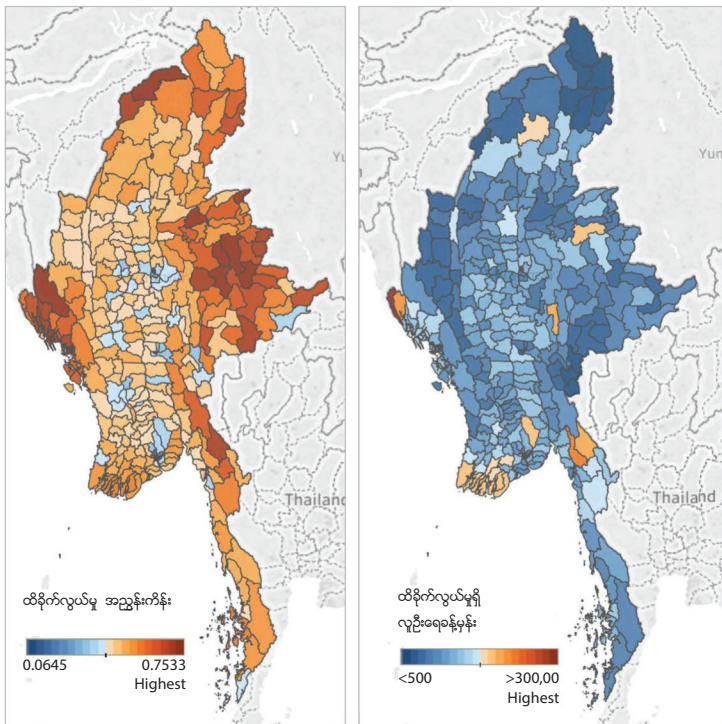 Yu
Thailand
ထိခိုက်လွယ်မှု အညွှန်းကိန်း
0.0645 0.7533
Highest
Yun
Thailand
ထိခိုက်လွယ်မှုရှိ
လူဦးရေခန့်မှန်း
<500 >300,00
Highest